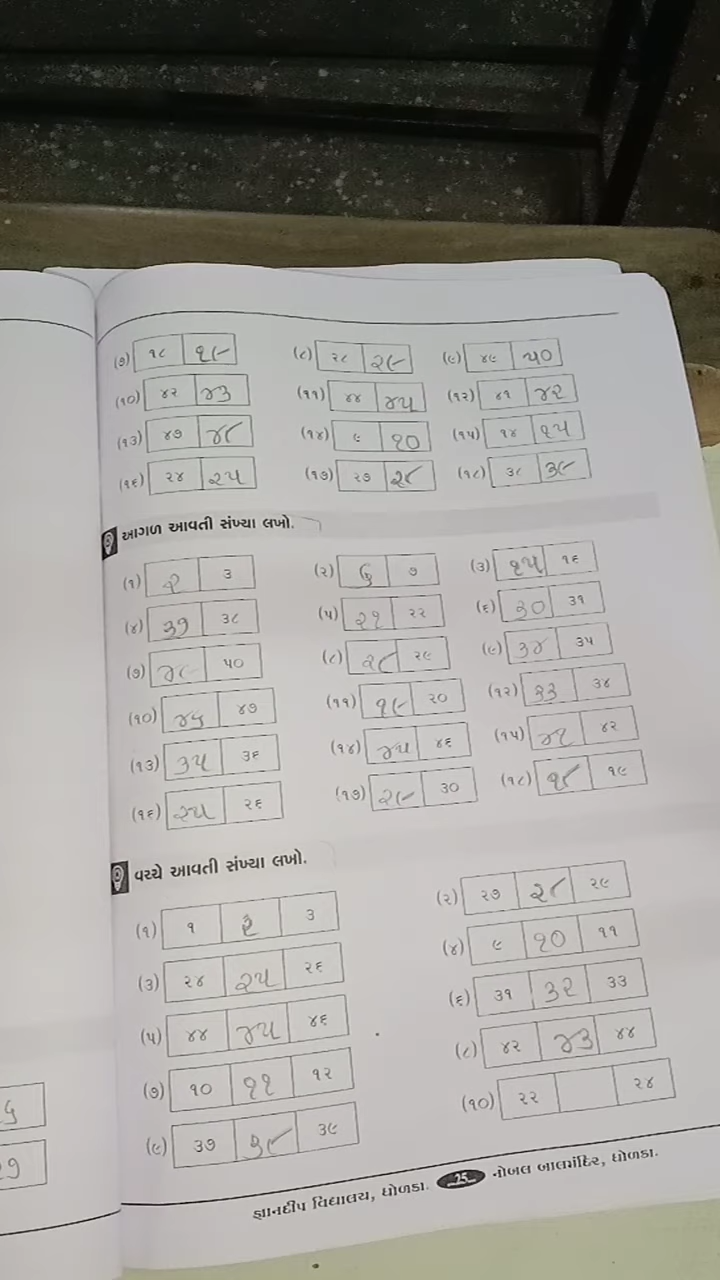 (૭) ૧૮ ૧૯ (૮) ૨૮ ૨૯ (૯) ૪૯ ૫૦
(૧૦) ૪૨ ૪૩ (૧૧) ૪૪ ૪૫ (૧૨) ૪૧ ૪૨
(૧૩) ૪૭ ૪૮ (૧૪) ૯ ૧૦ (૧૫) ૧૪ ૧૫
(૧૬) ૨૪ ૨૫ (૧૭) ૨૭ ૨૮ (૧૮) ૩૮ ૩૯
આગળ આવતી સંખ્યા લખો.
(૧) ૨ ૩ (૨) ૬ ૭ (૩) ૧૫ ૧૬
(૪) ૩૭ ૩૮ (૫) ૨૧ ૨૨ (૬) ૩૦ ૩૧
(૭) ૪૯ ૫૦ (૮) ૨૮ ૨૯ (૯) ૩૪ ૩૫
(૧૦) ૪૬ ૪૭ (૧૧) ૧૯ ૨૦ (૧૨) ૩૩ ૩૪
(૧૩) ૩૫ ૩૬ (૧૪) ૪૫ ૪૬ (૧૫) ૪૧ ૪૨
(૧૬) ૨૫ ૨૬ (૧૭) ૨૯ ૩૦ (૧૮) ૧૮ ૧૯
વચ્ચે આવતી સંખ્યા લખો.
(૧) ૧ ૨ ૩ (૨) ૨૭ ૨૮ ૨૯
(૩) ૨૪ ૨૫ ૨૬ (૪) ૯ ૧૦ ૧૧
(૫) ૪૪ ૪૫ ૪૬ (૬) ૩૧ ૩૨ ૩૩
(૭) ૧૦ ૧૧ ૧૨ (૮) ૪૨ ૪૩ ૪૪
(૯) ૩૭ ૩૮ ૩૯ (૧૦) ૨૨ ૨૪
જ્ઞાનદીપ વિદ્યાલય, ધોળકા. 25 નોબલ બાલમંદિર, ધોળકા.